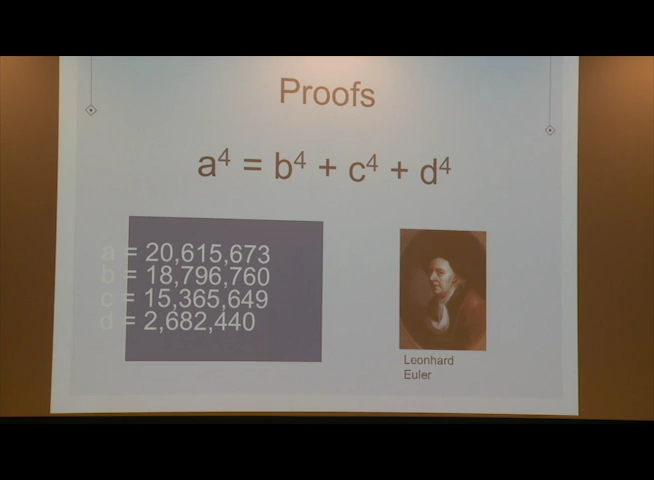 Proofs
a⁴ = b⁴ + c⁴ + d⁴
a = 20,615,673
b = 18,796,760
c = 15,365,649
d = 2,682,440
Leonhard
Euler